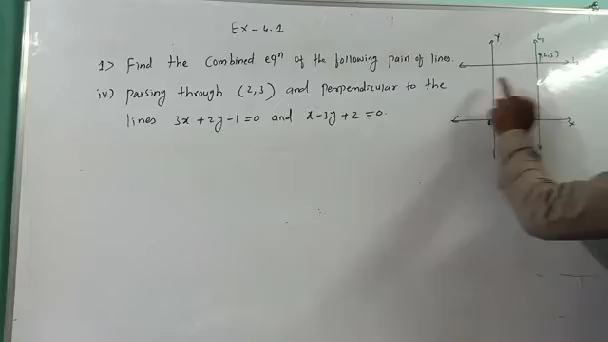 Ex - 4.1
1) Find the Combined eqn of the following pair of lines.
iv) Passing through (2,3) and perpendicular to the
lines 3x + 2y - 1 = 0 and x - 3y + 2 = 0.
Y
L1
X